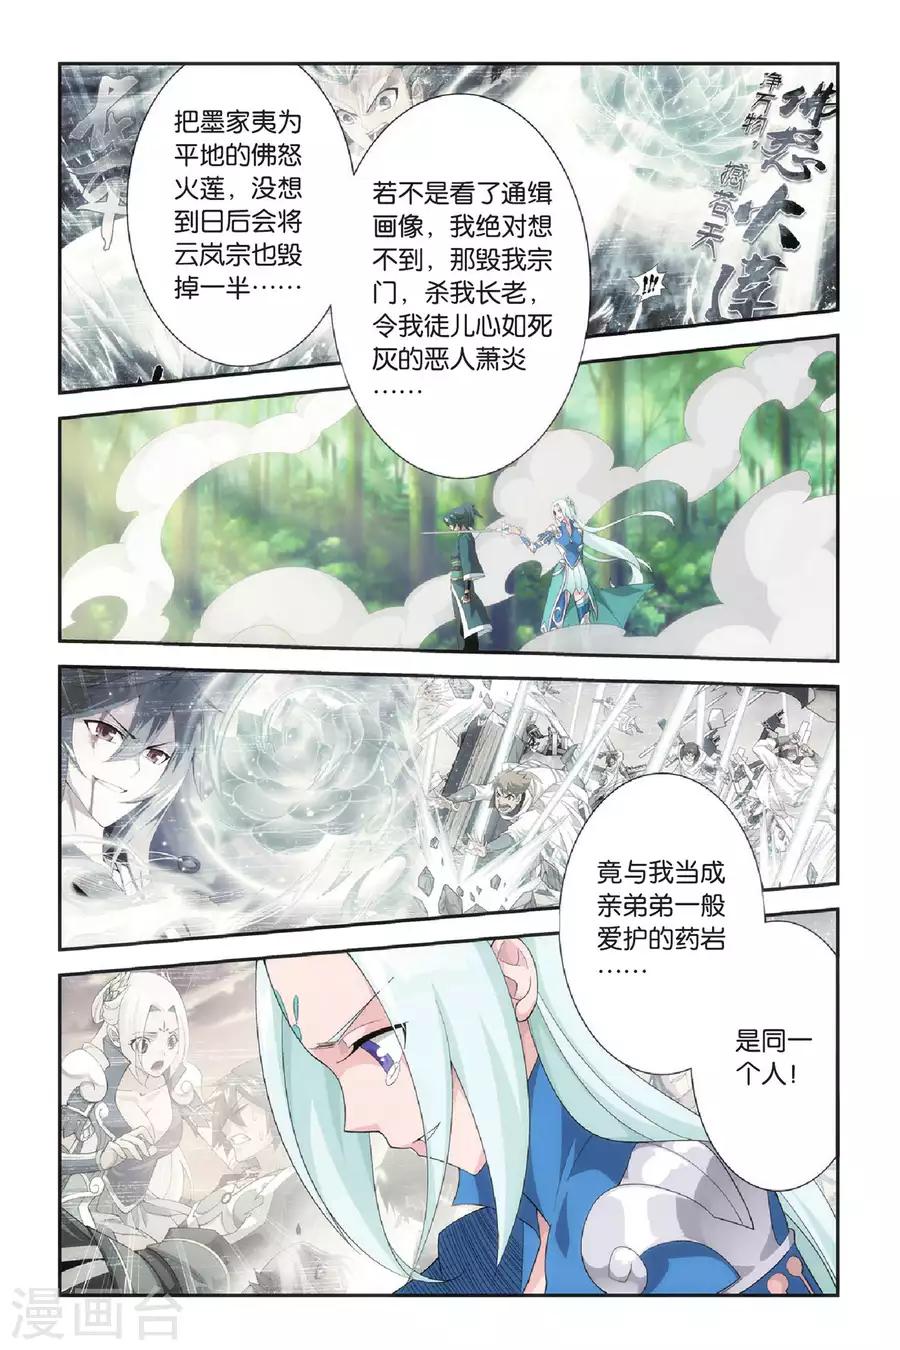 把墨家夷为
平地的佛怒
火莲，没想
到日后会将
云岚宗也毁
掉一半……
佛怒火莲
净万物，
撼苍天
!!!
若不是看了通缉
画像，我绝对想
不到，那毁我宗
门，杀我长老，
令我徒儿心如死
灰的恶人萧炎
……
竟与我当成
亲弟弟一般
爱护的药岩
……
是同一
个人！
漫画台